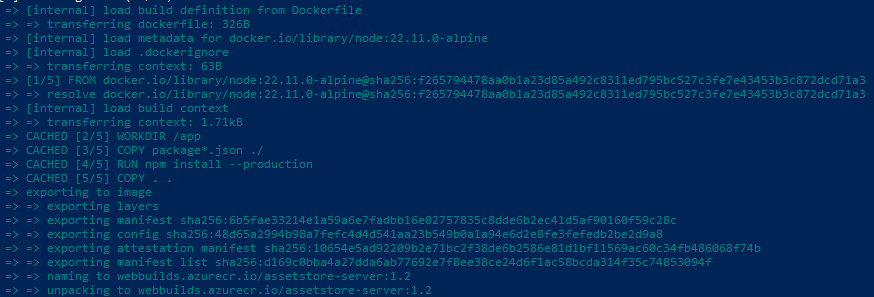 => [internal] load build definition from Dockerfile
=> => transferring dockerfile: 326B
=> [internal] load metadata for docker.io/library/node:22.11.0-alpine
=> [internal] load .dockerignore
=> => transferring context: 63B
=> [1/5] FROM docker.io/library/node:22.11.0-alpine@sha256:f265794478aa0b1a23d85a492c8311ed795bc527c3fe7e43453b3c872dcd71a3
=> => resolve docker.io/library/node:22.11.0-alpine@sha256:f265794478aa0b1a23d85a492c8311ed795bc527c3fe7e43453b3c872dcd71a3
=> [internal] load build context
=> => transferring context: 1.71kB
=> CACHED [2/5] WORKDIR /app
=> CACHED [3/5] COPY package*.json ./
=> CACHED [4/5] RUN npm install --production
=> CACHED [5/5] COPY . .
=> exporting to image
=> => exporting layers
=> => exporting manifest sha256:6b5fae33214e1a59a6e7fadbb16e02757835c8dde6b2ec41d5af90160f59c28c
=> => exporting config sha256:48d65a2994b98a7fefc4d4d541aa23b549b0a1a94e6d2e8fe3fefedb2be2d9a8
=> => exporting attestation manifest sha256:10654e5ad92209b2e71bc2f38de6b2586e81d1bf11569ac60c34fb486068f74b
=> => exporting manifest list sha256:d169c0bba4a27dda6ab77692e7f8ee38ce24d6f1ac58bcda314f35c74853094f
=> => naming to webbuilds.azurecr.io/assetstore-server:1.2
=> => unpacking to webbuilds.azurecr.io/assetstore-server:1.2